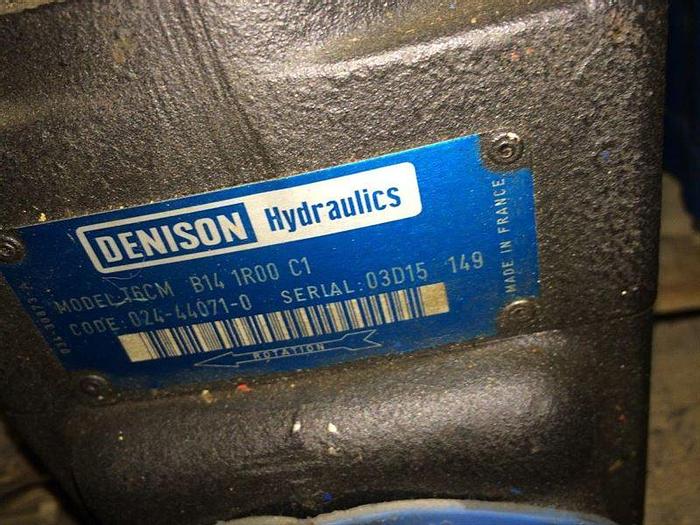 DENISON Hydraulics
MODEL: T6CM B14 1R00 C1
CODE: 024-44071-0 SERIAL: 03D15 149
ROTATION
MADE IN FRANCE